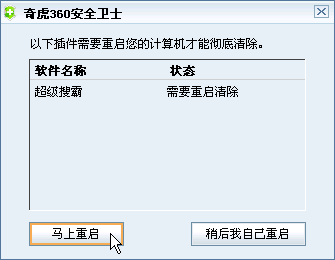 奇虎360安全卫士
以下插件需要重启您的计算机才能彻底清除。
软件名称 状态
超级搜霸 需要重启清除
马上重启 稍后我自己重启